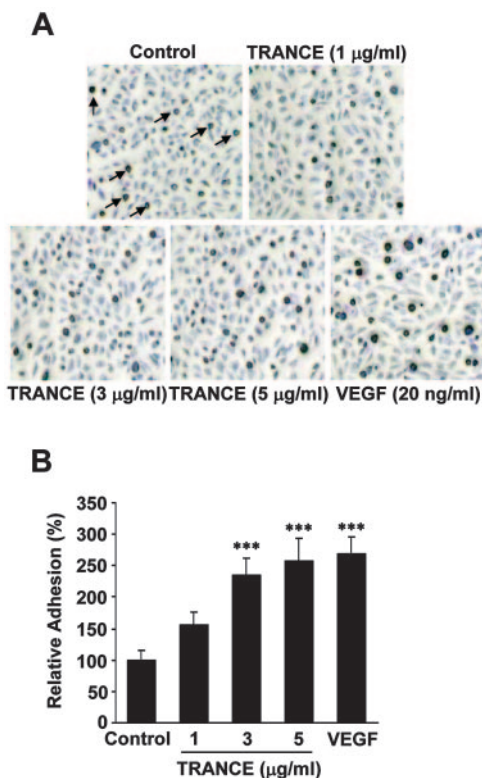 A
Control TRANCE (1 μg/ml)
TRANCE (3 μg/ml) TRANCE (5 μg/ml) VEGF (20 ng/ml)
B
Relative Adhesion (%)
350
300
250
200
150
100
50
0
*** *** ***
Control 1 3 5 VEGF
TRANCE (μg/ml)